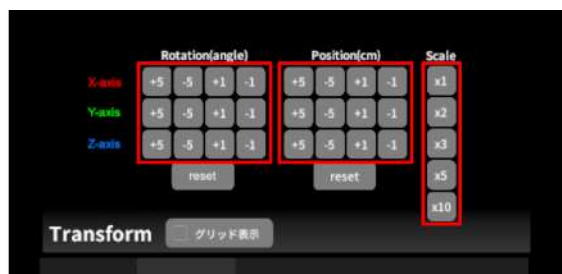 Rotation(angle) Position(cm) Scale
X-axis +5 -5 +1 -1 +5 -5 +1 -1 x1
Y-axis +5 -5 +1 -1 +5 -5 +1 -1 x2
Z-axis +5 -5 +1 -1 +5 -5 +1 -1 x3
reset reset x5
x10
Transform グリッド表示